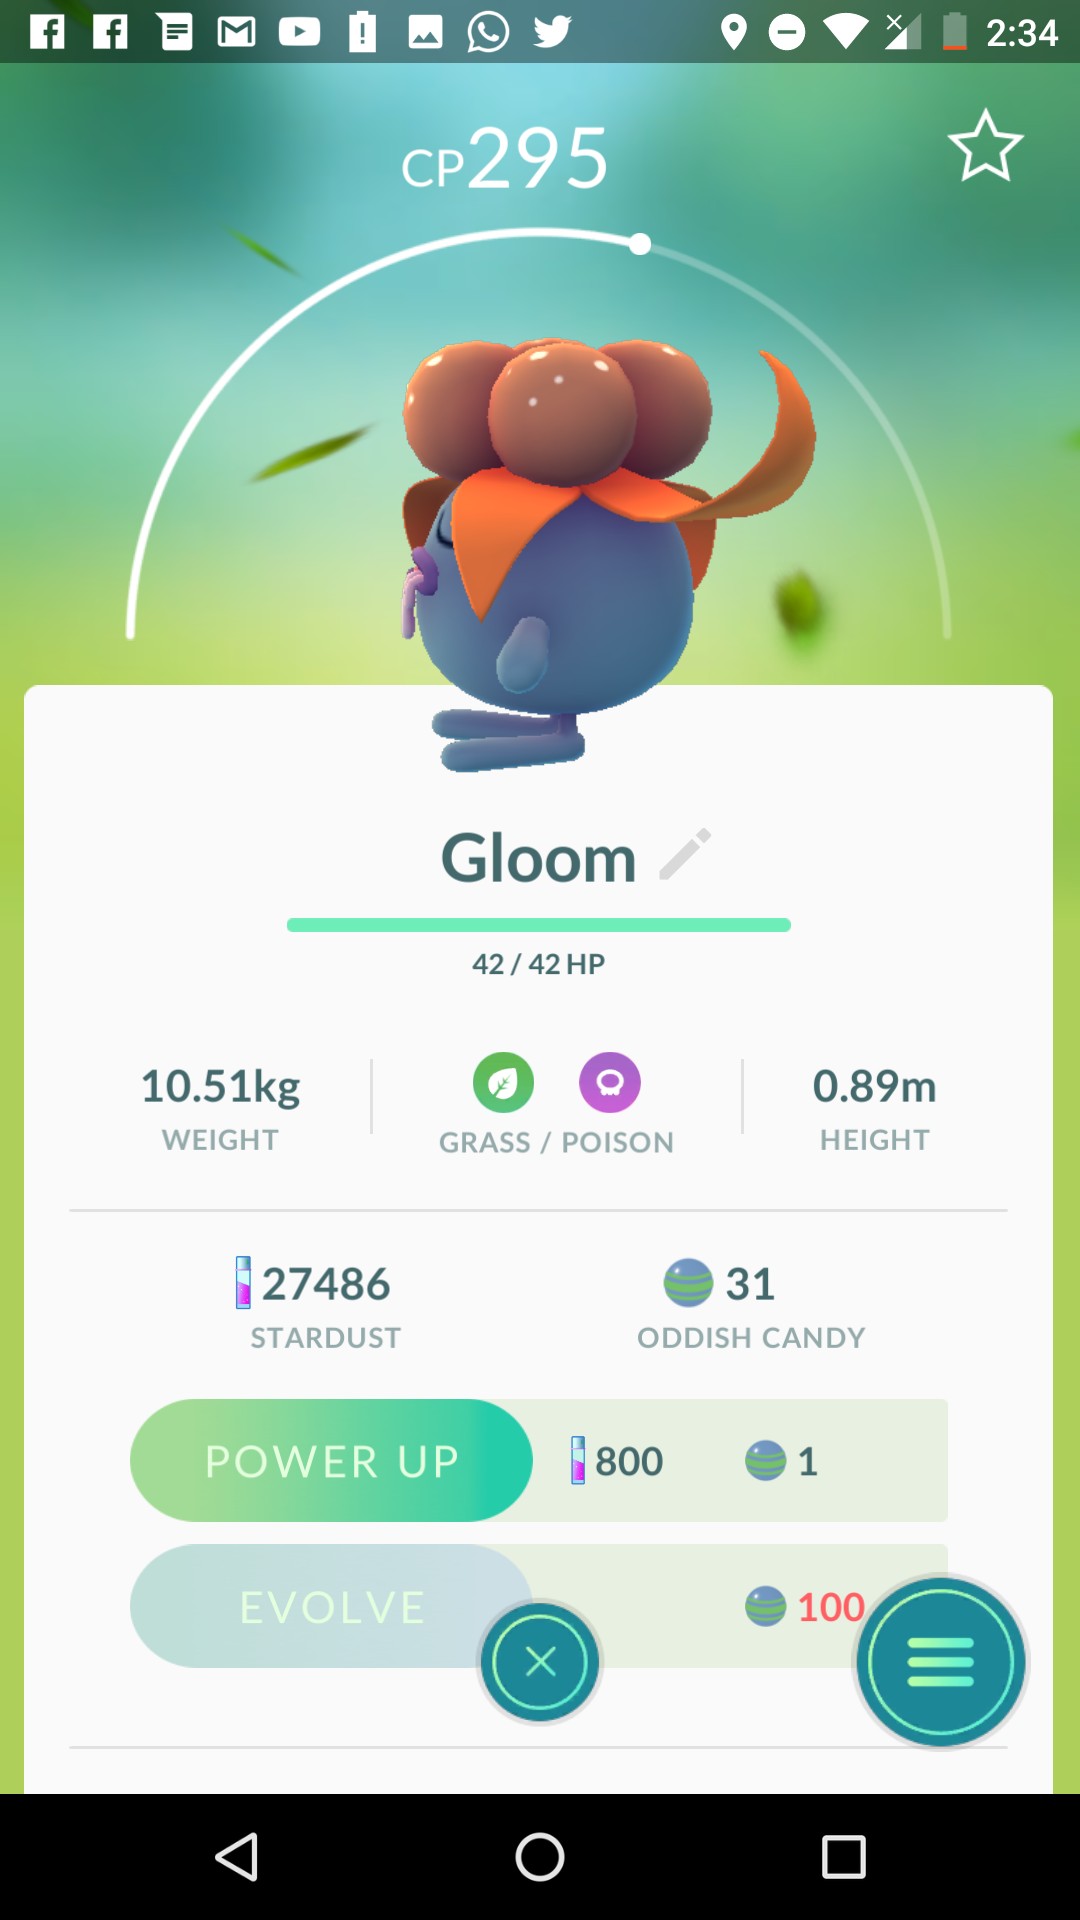 2:34
CP295
Gloom
42 / 42 HP
10.51kg
WEIGHT
GRASS / POISON
0.89m
HEIGHT
27486
STARDUST
31
ODDISH CANDY
POWER UP 800 1
EVOLVE 100